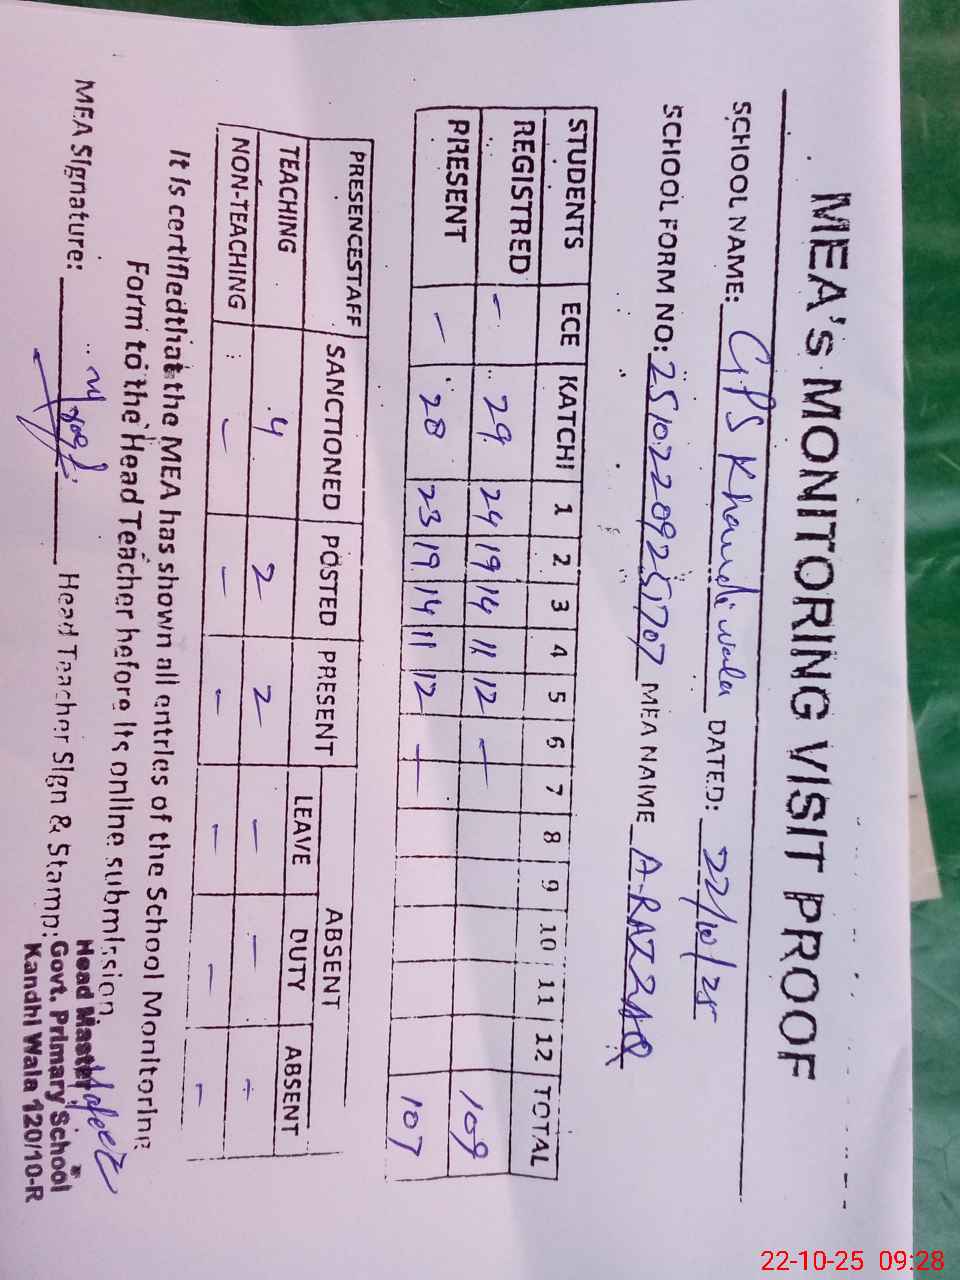 MEA's MONITORING VISIT PROOF
SCHOOL NAME: GPS Khandi wala DATED: 22/10/25
SCHOOL FORM NO: 25102209251707 MEA NAME A-RAZZAQ
STUDENTS ECE KATCHI 1 2 3 4 5 6 7 8 9 10 11 12 TOTAL
REGISTRED - 29 24 19 14 11 12 - 109
PRESENT - 28 23 19 14 11 12 - 107
PRESENCESTAFF SANCTIONED POSTED PRESENT ABSENT
LEAVE DUTY ABSENT
TEACHING 4 2 2 - - -
NON-TEACHING - - - - - -
It is certifiedthat the MEA has shown all entries of the School Monitoring
Form to the Head Teacher before its online submission
MEA Signature: Head Teacher Sign & Stamp:
Head Master
Govt. Primary School
Kandhi Wala 120/10-R
22-10-25 09:28